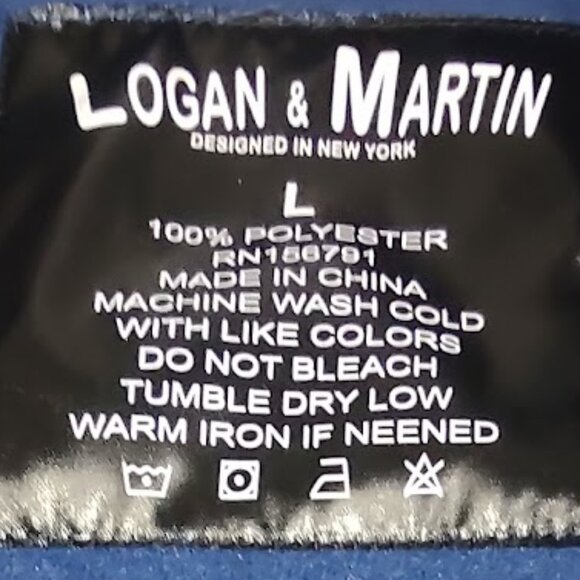 LOGAN & MARTIN
DESIGNED IN NEW YORK
L
100% POLYESTER
RN156791
MADE IN CHINA
MACHINE WASH COLD
WITH LIKE COLORS
DO NOT BLEACH
TUMBLE DRY LOW
WARM IRON IF NEENED